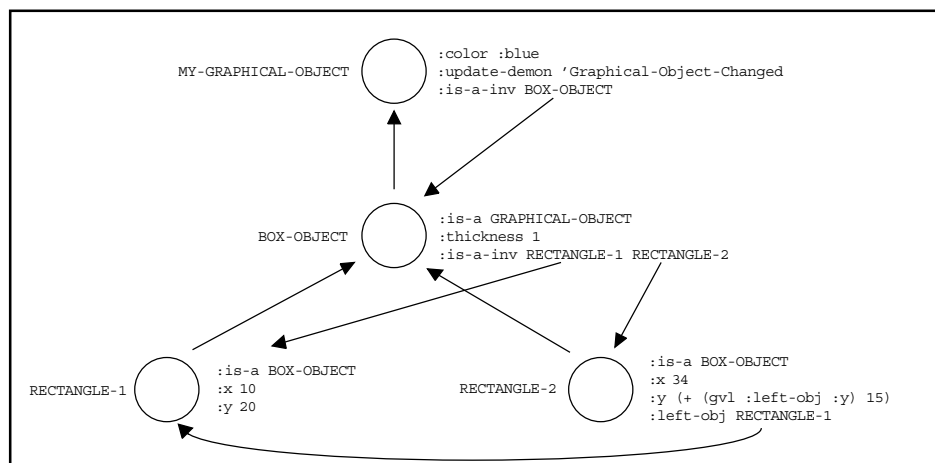 MY-GRAPHICAL-OBJECT
:color :blue
:update-demon ’Graphical-Object-Changed
:is-a-inv BOX-OBJECT
BOX-OBJECT
:is-a GRAPHICAL-OBJECT
:thickness 1
:is-a-inv RECTANGLE-1 RECTANGLE-2
RECTANGLE-1
:is-a BOX-OBJECT
:x 10
:y 20
RECTANGLE-2
:is-a BOX-OBJECT
:x 34
:y (+ (gvl :left-obj :y) 15)
:left-obj RECTANGLE-1